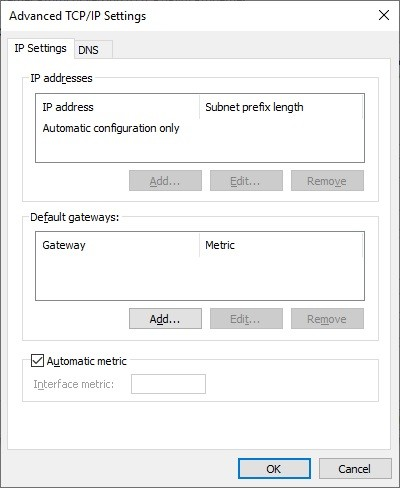 Advanced TCP/IP Settings
IP Settings DNS
IP addresses
IP address Subnet prefix length
Automatic configuration only
Add... Edit... Remove
Default gateways:
Gateway Metric
Add... Edit... Remove
Automatic metric
Interface metric:
OK Cancel